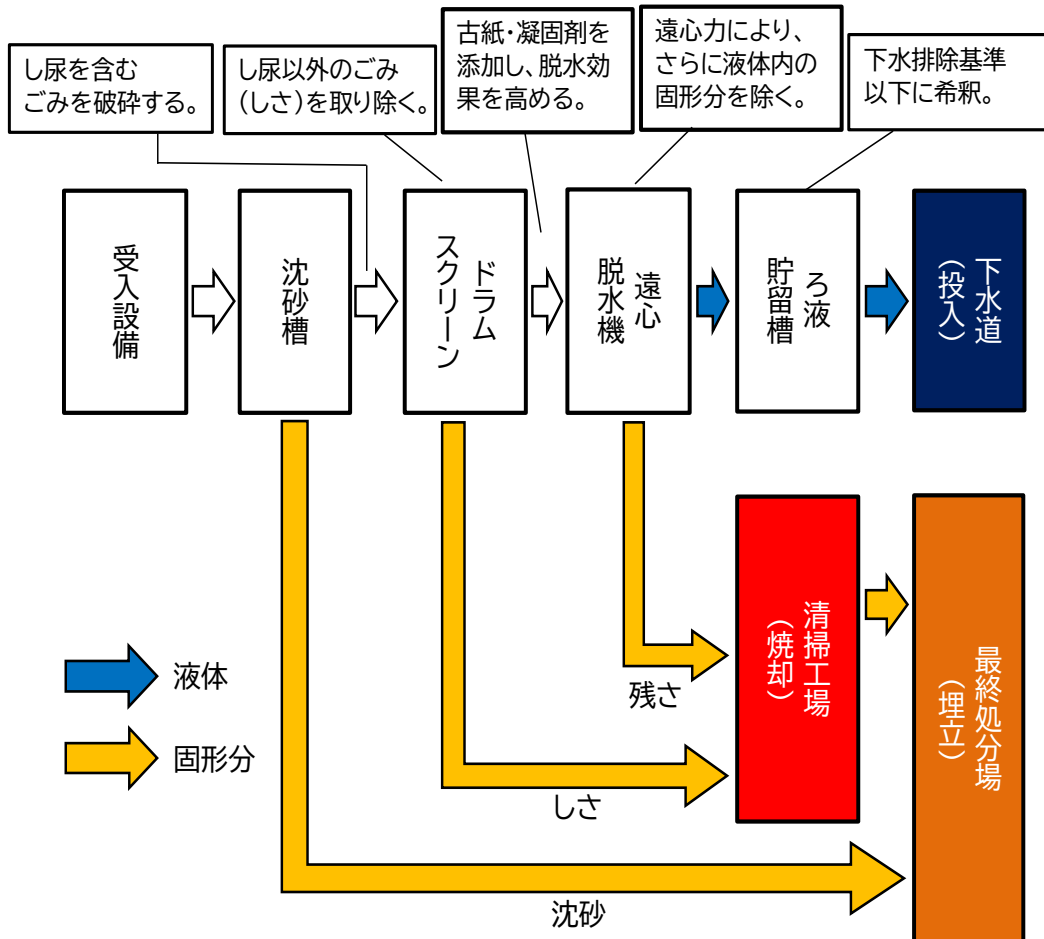 し尿を含む
ごみを破砕する。
し尿以外のごみ
（しさ）を取り除く。
古紙・凝固剤を
添加し、脱水効
果を高める。
遠心力により、
さらに液体内の
固形分を除く。
下水排除基準
以下に希釈。
受入設備
沈砂槽
ドラム
スクリーン
遠心
脱水機
ろ液
貯留槽
下水道
（投入）
清掃工場
（焼却）
最終処分場
（埋立）
液体
固形分
残さ
しさ
沈砂